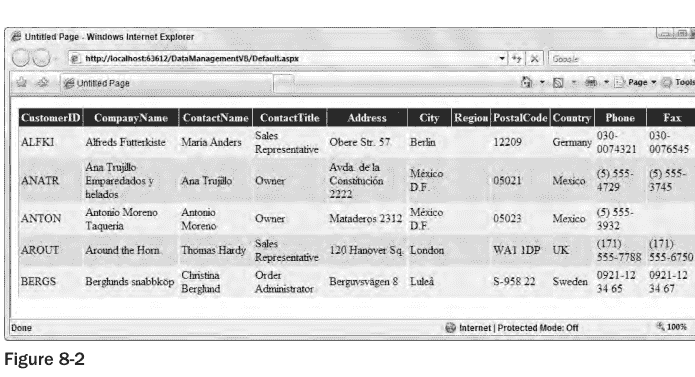 Untitled Page - Windows Internet Explorer
http://localhost:63612/DataManagementVB/Default.aspx
Google
Untitled Page
Page Tools
CustomerID CompanyName ContactName ContactTitle Address City Region PostalCode Country Phone Fax
ALFKI Alfreds Futterkiste Maria Anders Sales Representative Obere Str. 57 Berlin 12209 Germany 030-0074321 030-0076545
ANATR Ana Trujillo Emparedados y helados Ana Trujillo Owner Avda. de la Constitución 2222 México D.F. 05021 Mexico (5) 555-4729 (5) 555-3745
ANTON Antonio Moreno Taquería Antonio Moreno Owner Mataderos 2312 México D.F. 05023 Mexico (5) 555-3932
AROUT Around the Horn Thomas Hardy Sales Representative 120 Hanover Sq. London WA1 1DP UK (171) 555-7788 (171) 555-6750
BERGS Berglunds snabbköp Christina Berglund Order Administrator Berguvsvägen 8 Luleå S-958 22 Sweden 0921-12 34 65 0921-12 34 67
Done Internet | Protected Mode: Off 100%
Figure 8-2